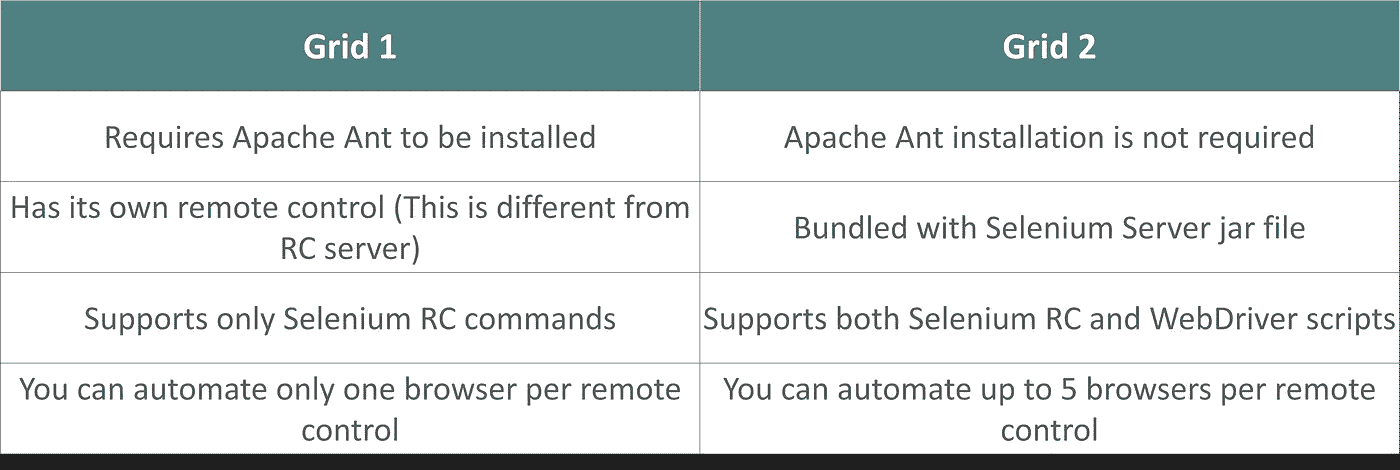 Grid 1
Grid 2
Requires Apache Ant to be installed
Apache Ant installation is not required
Has its own remote control (This is different from
RC server)
Bundled with Selenium Server jar file
Supports only Selenium RC commands
Supports both Selenium RC and WebDriver scripts
You can automate only one browser per remote
control
You can automate up to 5 browsers per remote
control